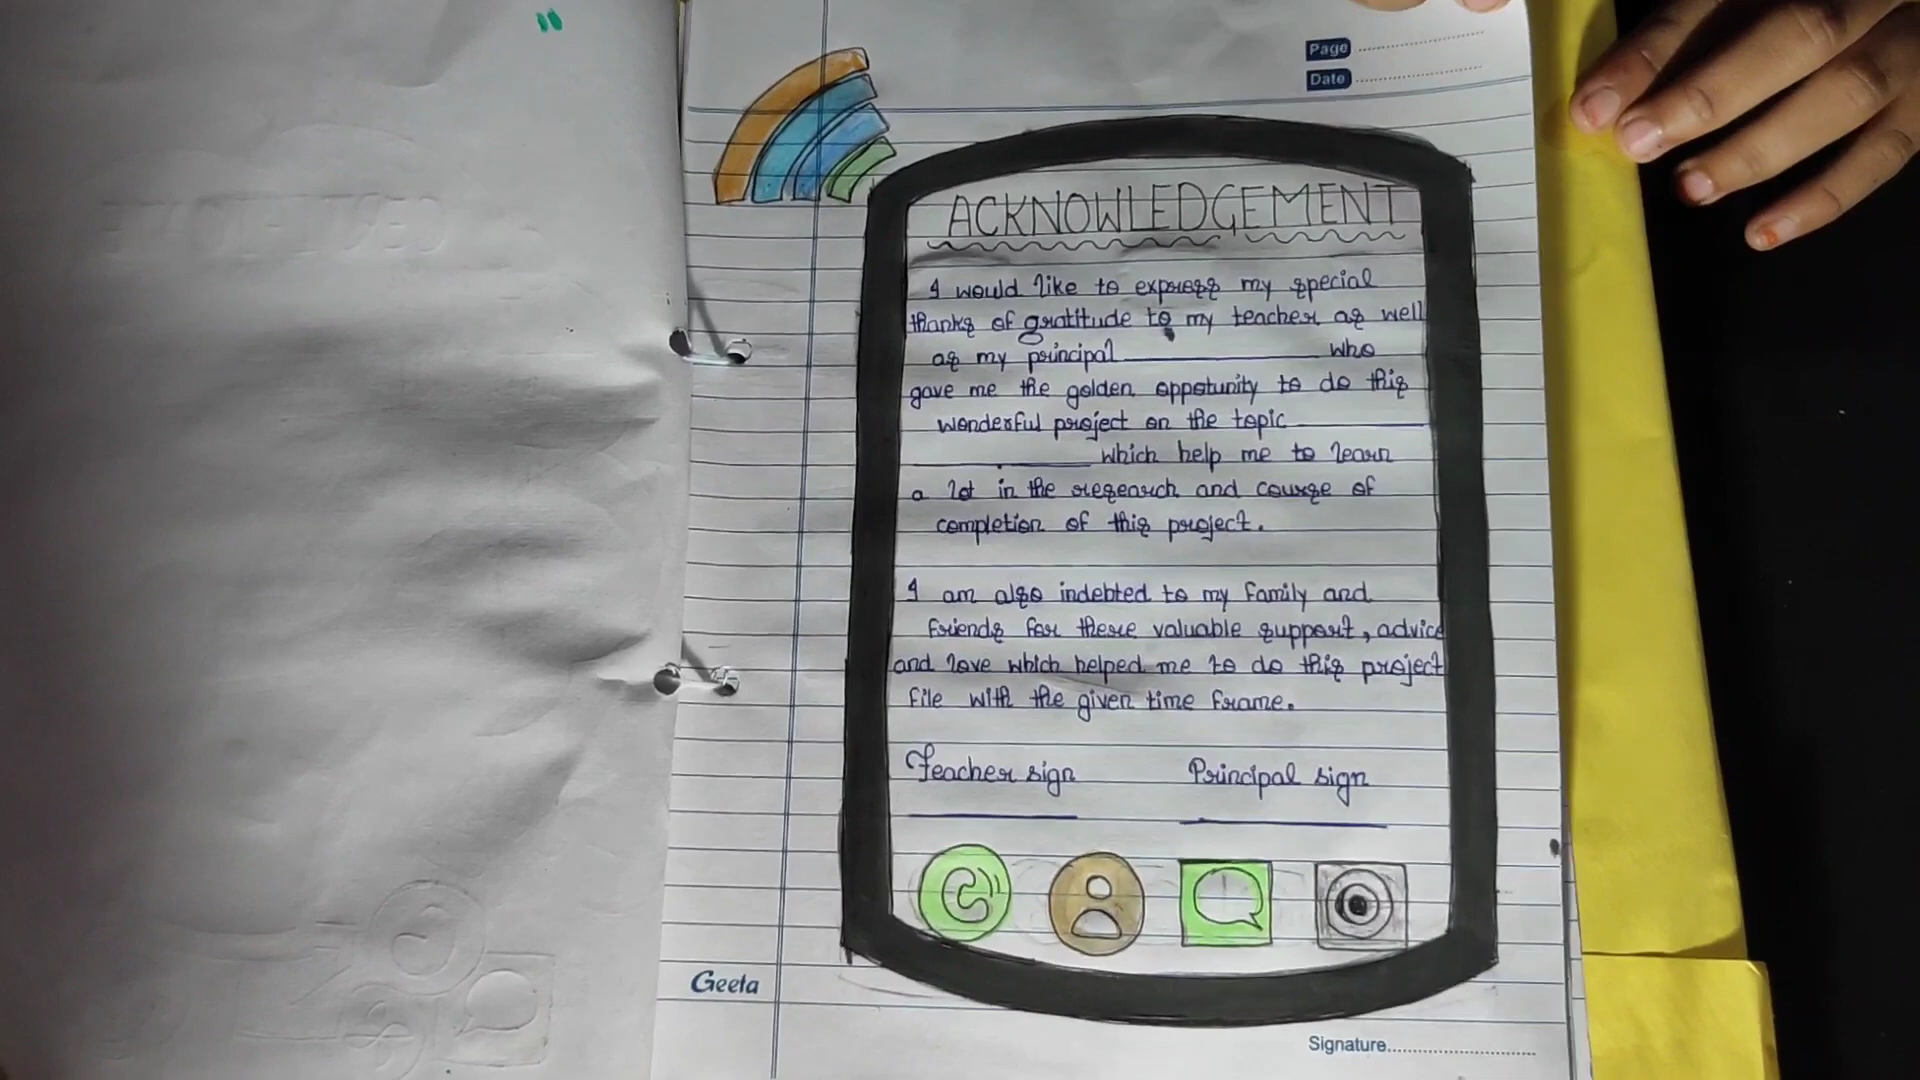 Page
Date
ACKNOWLEDGEMENT
I would like to express my special
thanks of gratitude to my teacher as well
as my principal who
gave me the golden oppotunity to do this
wonderful project on the topic
which help me to learn
a lot in the research and course of
completion of this project.
I am also indebted to my family and
friends for there valuable support, advice
and love which helped me to do this project
file with the given time frame.
Teacher sign Principal sign
Geeta
Signature